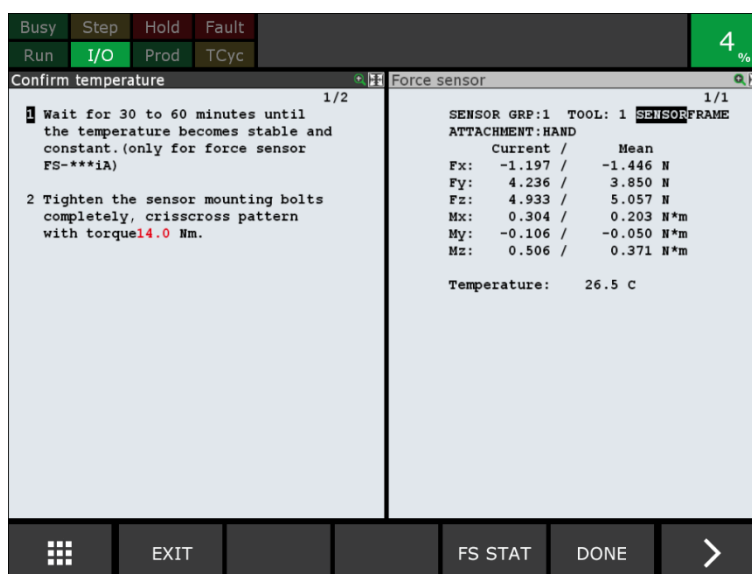 Busy Step Hold Fault
Run I/O Prod TCyc
4 %
Confirm temperature
1/2
1 Wait for 30 to 60 minutes until
the temperature becomes stable and
constant.(only for force sensor
FS-***iA)
2 Tighten the sensor mounting bolts
completely, crisscross pattern
with torque14.0 Nm.
Force sensor
1/1
SENSOR GRP:1 TOOL: 1 SENSORFRAME
ATTACHMENT:HAND
Current / Mean
Fx: -1.197 / -1.446 N
Fy: 4.236 / 3.850 N
Fz: 4.933 / 5.057 N
Mx: 0.304 / 0.203 N*m
My: -0.106 / -0.050 N*m
Mz: 0.506 / 0.371 N*m
Temperature: 26.5 C
EXIT FS STAT DONE